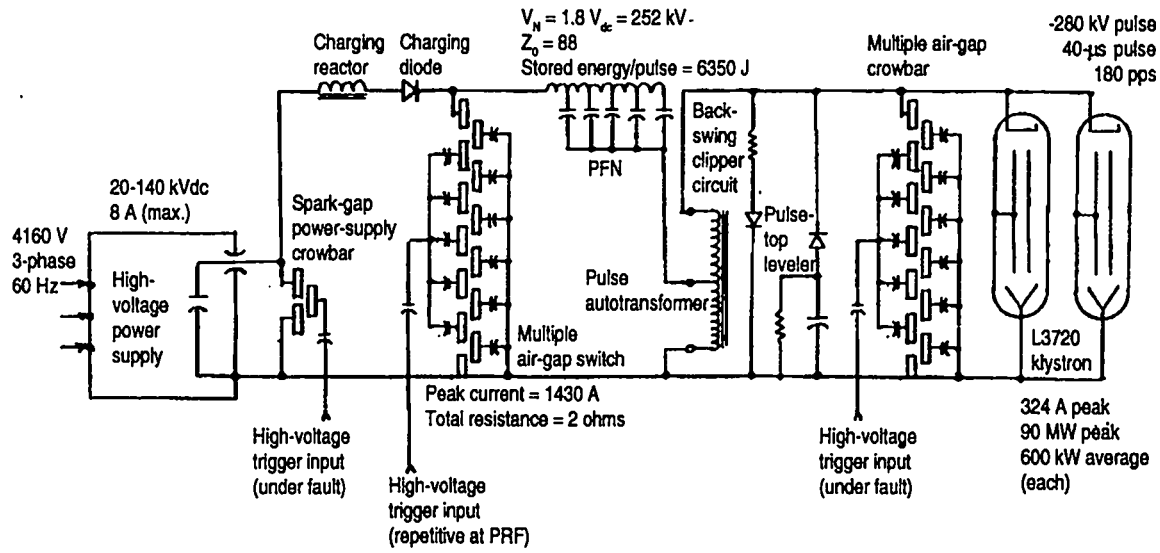 V_N = 1.8 V_dc = 252 kV
Z_0 = 88
Stored energy/pulse = 6350 J
-280 kV pulse
40-μs pulse
180 pps
Charging
reactor
Charging
diode
Multiple air-gap
crowbar
Back-
swing
clipper
circuit
PFN
20-140 kVdc
8 A (max.)
Spark-gap
power-supply
crowbar
4160 V
3-phase
60 Hz
High-
voltage
power
supply
Pulse-
top
leveler
Pulse
autotransformer
Multiple
air-gap switch
L3720
klystron
Peak current = 1430 A
Total resistance = 2 ohms
324 A peak
90 MW peak
600 kW average
(each)
High-voltage
trigger input
(under fault)
High-voltage
trigger input
(repetitive at PRF)
High-voltage
trigger input
(under fault)